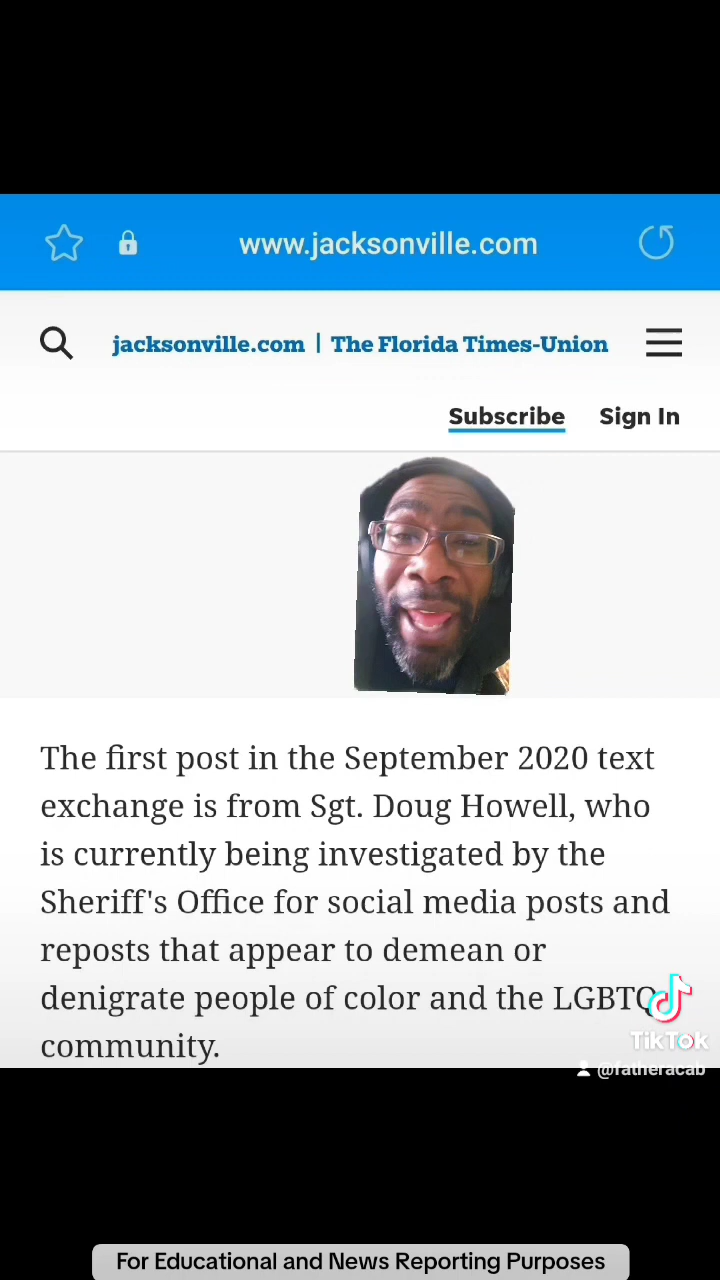 www.jacksonville.com
jacksonville.com | The Florida Times-Union
Subscribe Sign In
The first post in the September 2020 text
exchange is from Sgt. Doug Howell, who
is currently being investigated by the
Sheriff's Office for social media posts and
reposts that appear to demean or
denigrate people of color and the LGBTQ
community.
TikTok
@fatheracab
For Educational and News Reporting Purposes